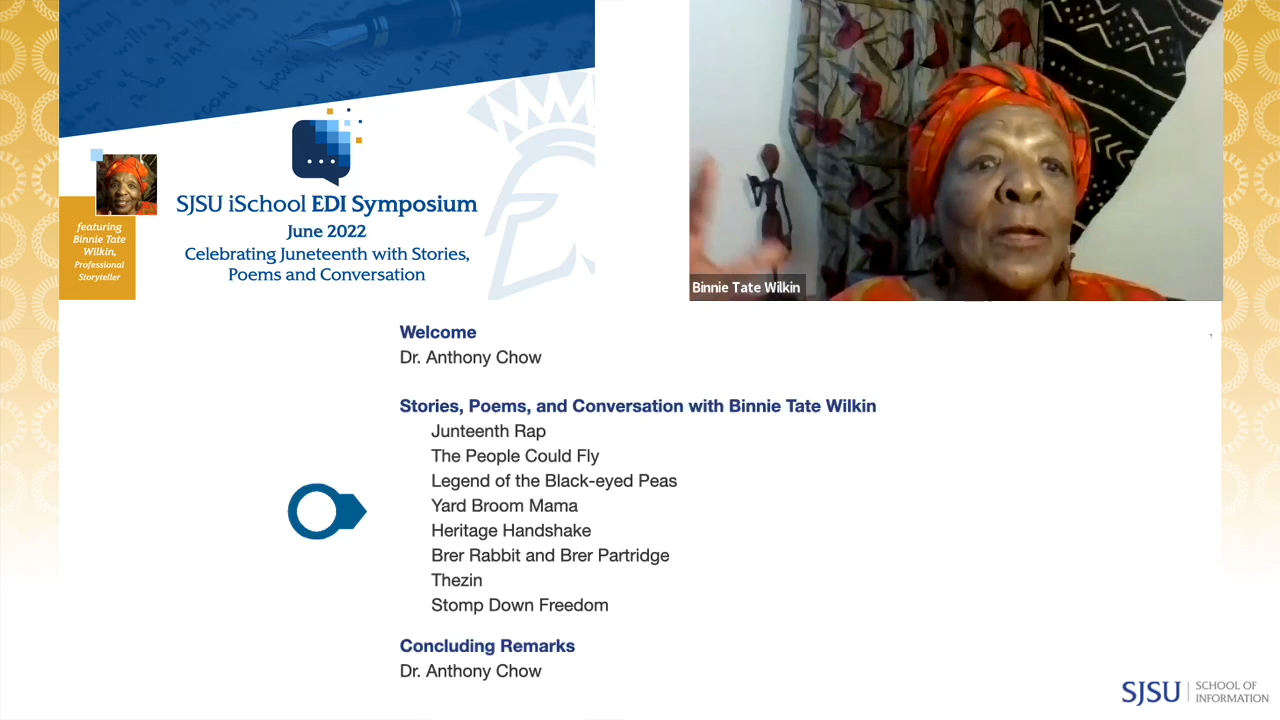 SJSU iSchool EDI Symposium
June 2022
Celebrating Juneteenth with Stories,
Poems and Conversation
featuring
Binnie Tate
Wilkin,
Professional
Storyteller
Binnie Tate Wilkin
Welcome
Dr. Anthony Chow
Stories, Poems, and Conversation with Binnie Tate Wilkin
Junteenth Rap
The People Could Fly
Legend of the Black-eyed Peas
Yard Broom Mama
Heritage Handshake
Brer Rabbit and Brer Partridge
Thezin
Stomp Down Freedom
Concluding Remarks
Dr. Anthony Chow
SJSU
SCHOOL OF
INFORMATION